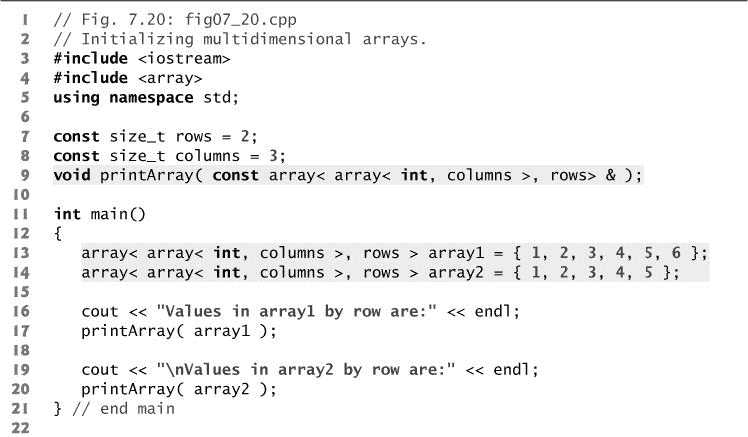 1 // Fig. 7.20: fig07_20.cpp
2 // Initializing multidimensional arrays.
3 #include <iostream>
4 #include <array>
5 using namespace std;
6
7 const size_t rows = 2;
8 const size_t columns = 3;
9 void printArray( const array< array< int, columns >, rows> & );
10
11 int main()
12 {
13 array< array< int, columns >, rows > array1 = { 1, 2, 3, 4, 5, 6 };
14 array< array< int, columns >, rows > array2 = { 1, 2, 3, 4, 5 };
15
16 cout << "Values in array1 by row are:" << endl;
17 printArray( array1 );
18
19 cout << "\nValues in array2 by row are:" << endl;
20 printArray( array2 );
21 } // end main
22